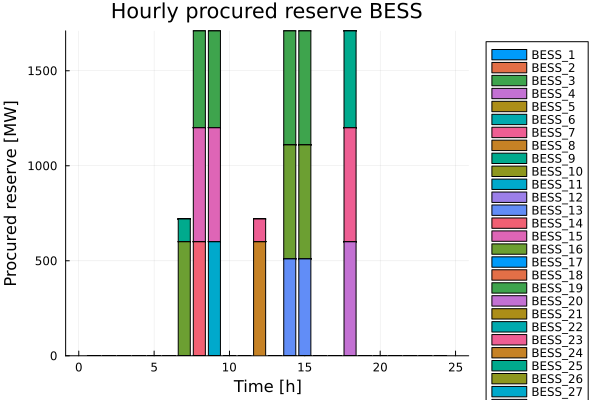 Hourly procured reserve BESS
Procured reserve [MW]
1500
1000
500
0
0 5 10 15 20 25
Time [h]
BESS_1
BESS_2
BESS_3
BESS_4
BESS_5
BESS_6
BESS_7
BESS_8
BESS_9
BESS_10
BESS_11
BESS_12
BESS_13
BESS_14
BESS_15
BESS_16
BESS_17
BESS_18
BESS_19
BESS_20
BESS_21
BESS_22
BESS_23
BESS_24
BESS_25
BESS_26
BESS_27